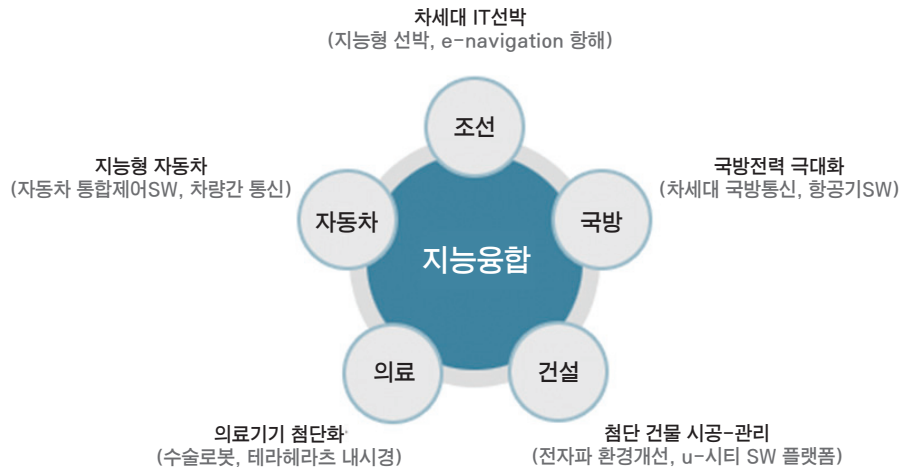 차세대 IT선박
(지능형 선박, e-navigation 항해)
조선
지능형 자동차
(자동차 통합제어SW, 차량간 통신)
국방전력 극대화
(차세대 국방통신, 항공기SW)
자동차
국방
지능융합
의료
건설
의료기기 첨단화
(수술로봇, 테라헤라츠 내시경)
첨단 건물 시공-관리
(전자파 환경개선, u-시티 SW 플랫폼)